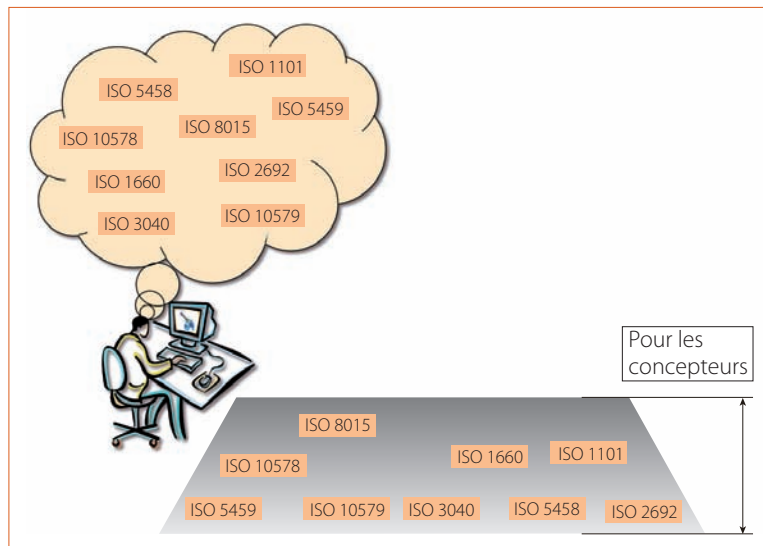 ISO 1101
ISO 5458
ISO 5459
ISO 8015
ISO 10578
ISO 2692
ISO 1660
ISO 10579
ISO 3040
Pour les
concepteurs
ISO 8015
ISO 1660
ISO 1101
ISO 10578
ISO 5459
ISO 10579
ISO 3040
ISO 5458
ISO 2692